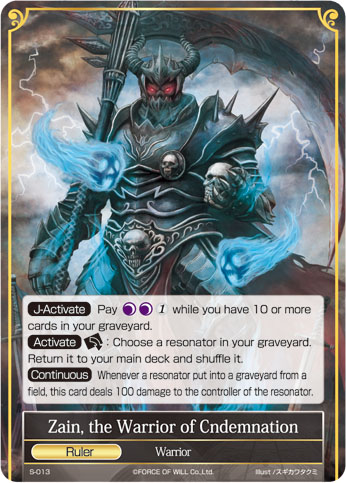 J-Activate Pay 1 while you have 10 or more
cards in your graveyard.
Activate : Choose a resonator in your graveyard.
Return it to your main deck and shuffle it.
Continuous Whenever a resonator put into a graveyard from a
field, this card deals 100 damage to the controller of the resonator.
Zain, the Warrior of Cndemnation
Ruler Warrior
S-013 ©FORCE OF WILL Co.,Ltd. Illust /スギカワタクミ